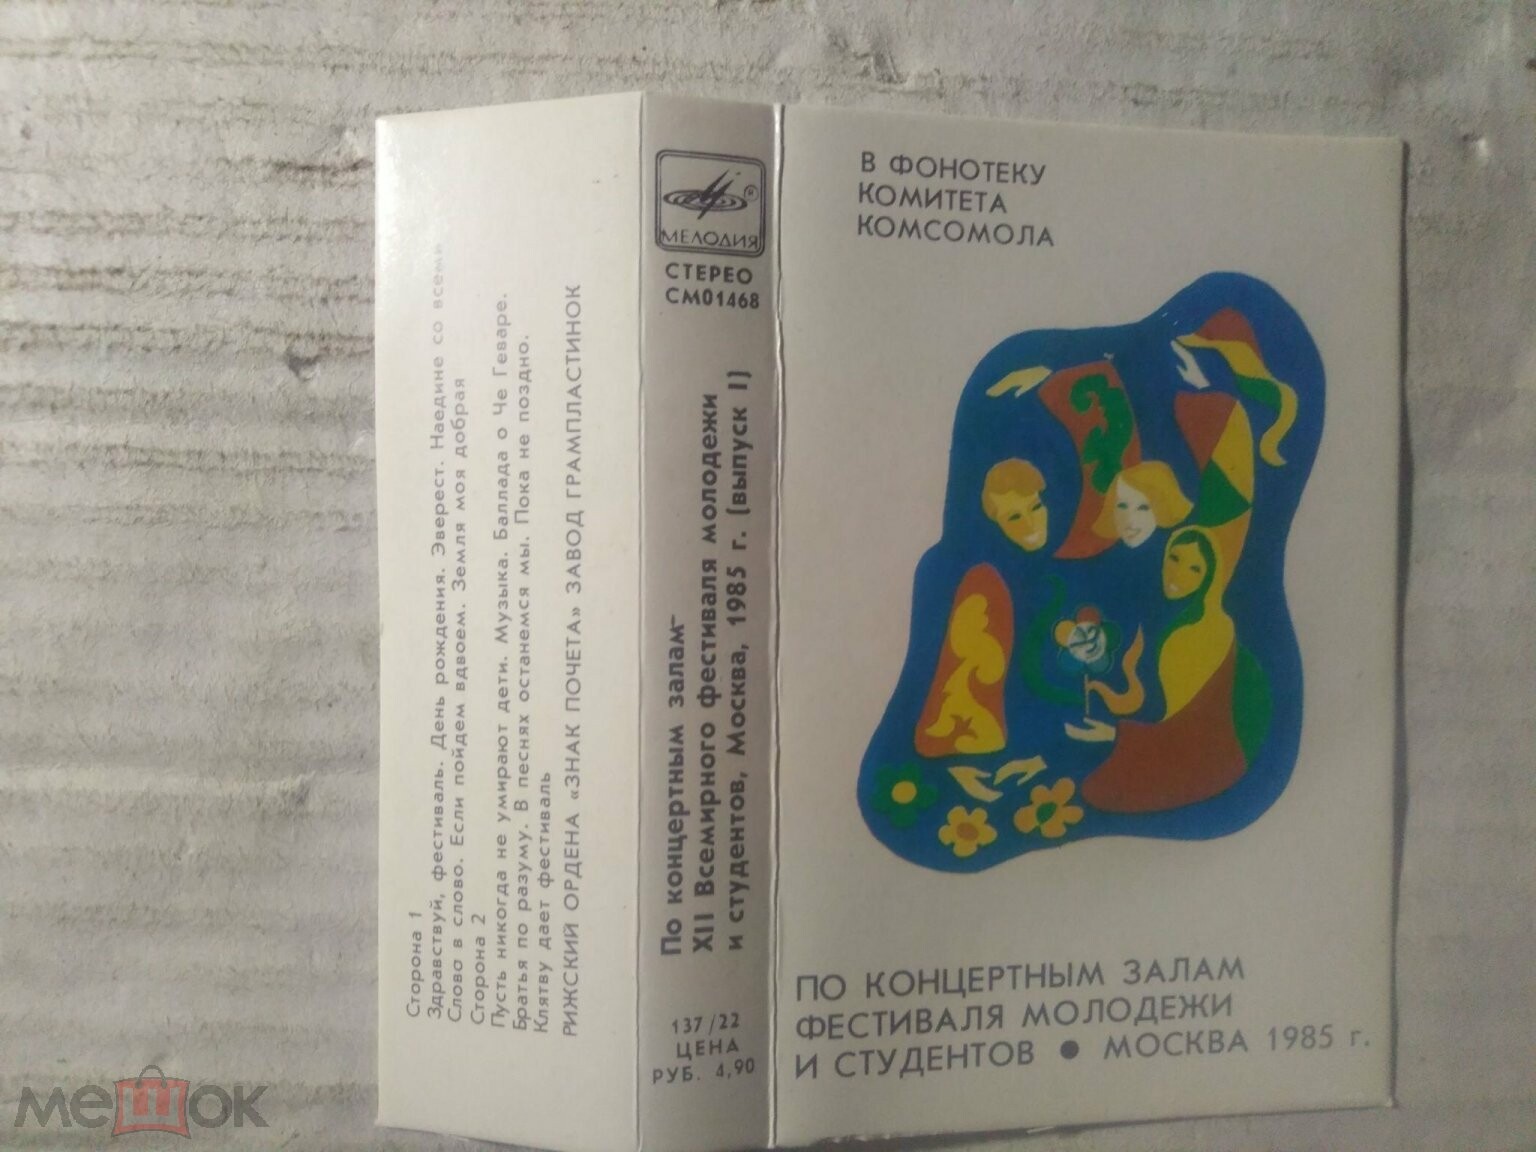 Сторона 1
Здравствуй, фестиваль. День рождения. Эверест. Наедине со всеми
Слово в слово. Если пойдем вдвоем. Земля моя добрая
Сторона 2
Пусть никогда не умирают дети. Музыка. Баллада о Че Геваре.
Братья по разуму. В песнях останемся мы. Пока не поздно.
Клятву дает фестиваль
РИЖСКИЙ ОРДЕНА «ЗНАК ПОЧЕТА» ЗАВОД ГРАМПЛАСТИНОК
МЕЛОДИЯ
СТЕРЕО
СМ01468
По концертным залам-
XII Всемирного фестиваля молодежи
и студентов, Москва, 1985 г. (выпуск I)
137/22
ЦЕНА
РУБ. 4,90
В ФОНОТЕКУ
КОМИТЕТА
КОМСОМОЛА
ПО КОНЦЕРТНЫМ ЗАЛАМ
ФЕСТИВАЛЯ МОЛОДЕЖИ
И СТУДЕНТОВ ● МОСКВА 1985 г.
мешок